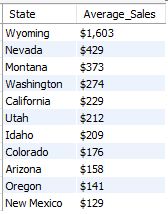 State Average_Sales
Wyoming $1,603
Nevada $429
Montana $373
Washington $274
California $229
Utah $212
Idaho $209
Colorado $176
Arizona $158
Oregon $141
New Mexico $129